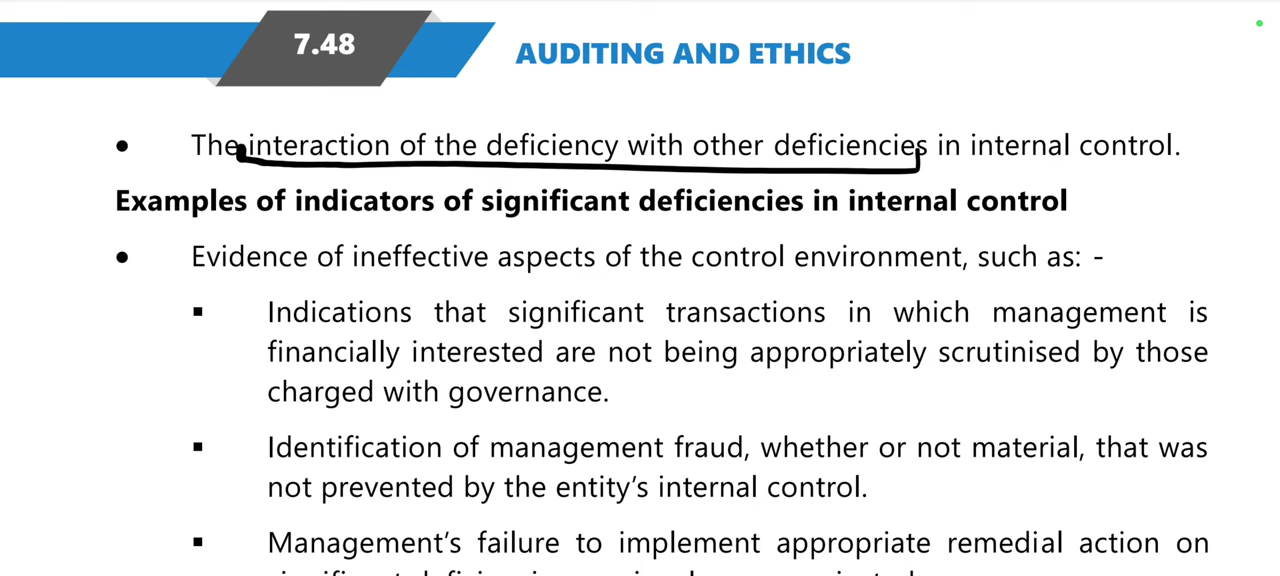 7.48
AUDITING AND ETHICS
• The interaction of the deficiency with other deficiencies in internal control.
Examples of indicators of significant deficiencies in internal control
• Evidence of ineffective aspects of the control environment, such as: -
▪ Indications that significant transactions in which management is
financially interested are not being appropriately scrutinised by those
charged with governance.
▪ Identification of management fraud, whether or not material, that was
not prevented by the entity’s internal control.
▪ Management’s failure to implement appropriate remedial action on